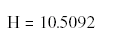 H = 10.5092